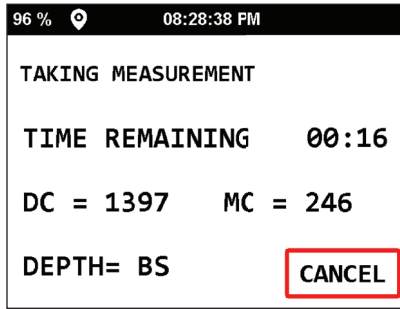 96 % 08:28:38 PM
TAKING MEASUREMENT
TIME REMAINING 00:16
DC = 1397 MC = 246
DEPTH= BS
CANCEL